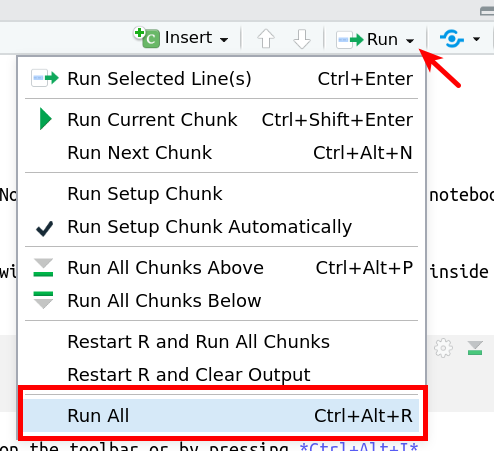 C Insert
Run
Run Selected Line(s) Ctrl+Enter
Run Current Chunk Ctrl+Shift+Enter
Run Next Chunk Ctrl+Alt+N
Run Setup Chunk
No
noteboo
Run Setup Chunk Automatically
wi
Run All Chunks Above Ctrl+Alt+P
inside
Run All Chunks Below
Restart R and Run All Chunks
Restart R and Clear Output
Run All Ctrl+Alt+R
on the toolbar or by pressing *Ctrl+Alt+I*